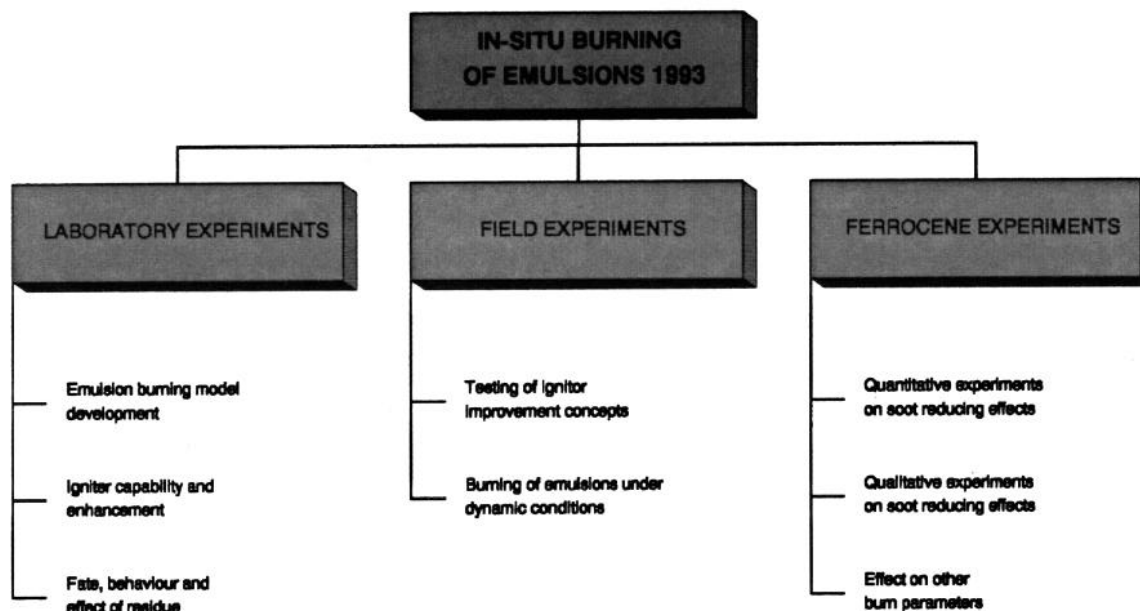 IN-SITU BURNING
OF EMULSIONS 1993
LABORATORY EXPERIMENTS
FIELD EXPERIMENTS
FERROCENE EXPERIMENTS
Emulsion burning model
development
Igniter capability and
enhancement
Fate, behaviour and
effect of residue
Testing of ignitor
improvement concepts
Burning of emulsions under
dynamic conditions
Quantitative experiments
on soot reducing effects
Qualitative experiments
on soot reducing effects
Effect on other
burn parameters